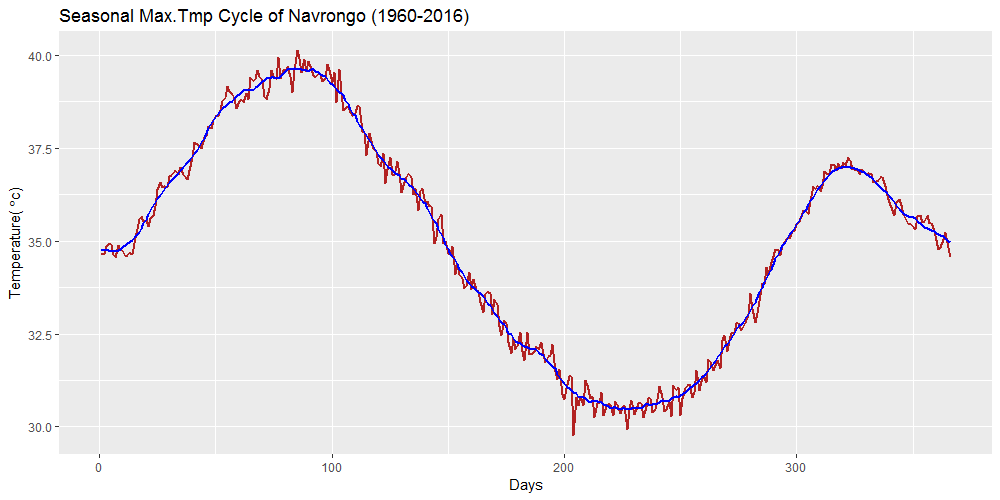 Seasonal Max.Tmp Cycle of Navrongo (1960-2016)
Temperature( °c)
40.0
37.5
35.0
32.5
30.0
0 100 200 300
Days